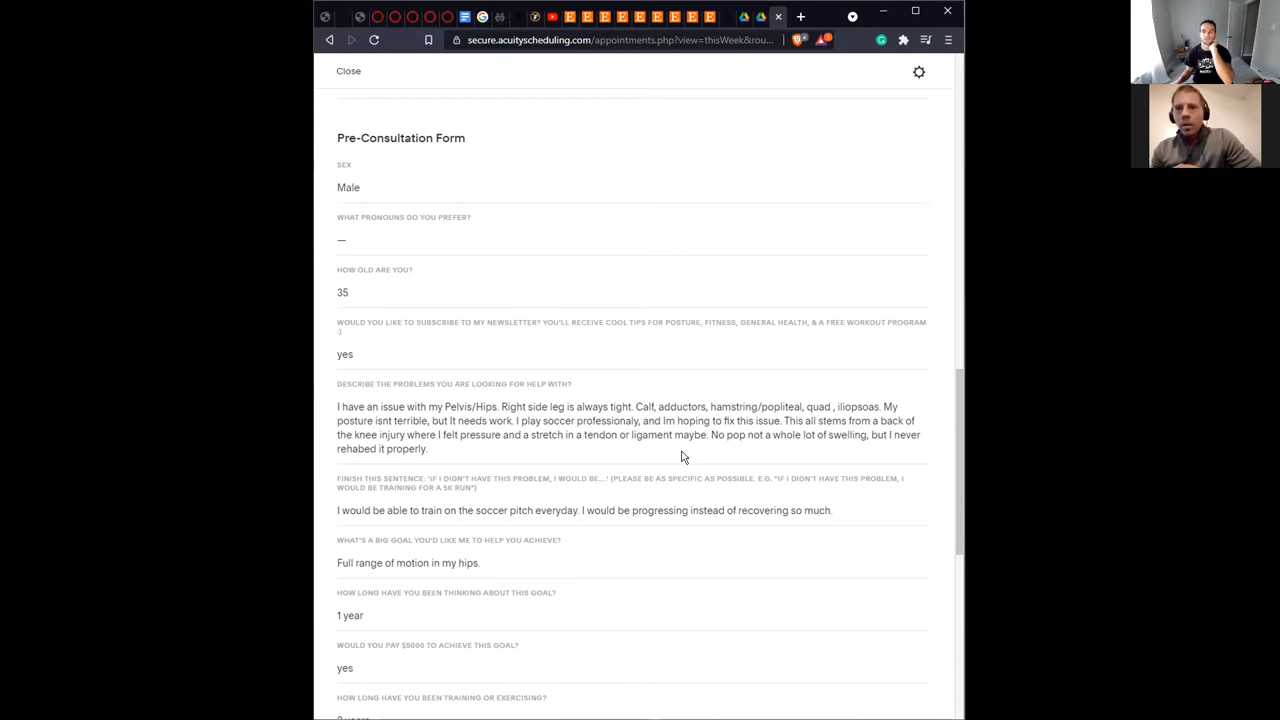 secure.acuityscheduling.com/appointments.php?view=thisWeek&rou...
Close
Pre-Consultation Form
SEX
Male
WHAT PRONOUNS DO YOU PREFER?
—
HOW OLD ARE YOU?
35
WOULD YOU LIKE TO SUBSCRIBE TO MY NEWSLETTER? YOU'LL RECEIVE COOL TIPS FOR POSTURE, FITNESS, GENERAL HEALTH, & A FREE WORKOUT PROGRAM
:)
yes
DESCRIBE THE PROBLEMS YOU ARE LOOKING FOR HELP WITH?
I have an issue with my Pelvis/Hips. Right side leg is always tight. Calf, adductors, hamstring/popliteal, quad , iliopsoas. My
posture isnt terrible, but It needs work. I play soccer professionaly, and Im hoping to fix this issue. This all stems from a back of
the knee injury where I felt pressure and a stretch in a tendon or ligament maybe. No pop not a whole lot of swelling, but I never
rehabed it properly.
FINISH THIS SENTENCE: 'IF I DIDN'T HAVE THIS PROBLEM, I WOULD BE....' (PLEASE BE AS SPECIFIC AS POSSIBLE. E.G. "IF I DIDN'T HAVE THIS PROBLEM, I
WOULD BE TRAINING FOR A 5K RUN")
I would be able to train on the soccer pitch everyday. I would be progressing instead of recovering so much.
WHAT'S A BIG GOAL YOU'D LIKE ME TO HELP YOU ACHIEVE?
Full range of motion in my hips.
HOW LONG HAVE YOU BEEN THINKING ABOUT THIS GOAL?
1 year
WOULD YOU PAY $5000 TO ACHIEVE THIS GOAL?
yes
HOW LONG HAVE YOU BEEN TRAINING OR EXERCISING?